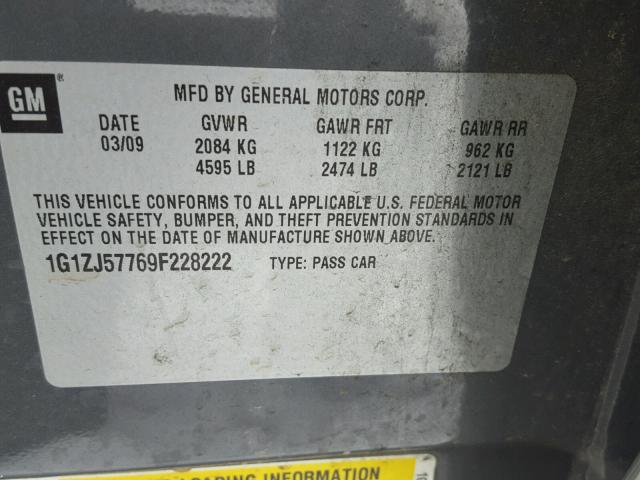 GM®
MFD BY GENERAL MOTORS CORP.
DATE GVWR GAWR FRT GAWR RR
03/09 2084 KG 1122 KG 962 KG
4595 LB 2474 LB 2121 LB
THIS VEHICLE CONFORMS TO ALL APPLICABLE U.S. FEDERAL MOTOR
VEHICLE SAFETY, BUMPER, AND THEFT PREVENTION STANDARDS IN
EFFECT ON THE DATE OF MANUFACTURE SHOWN ABOVE.
1G1ZJ57769F228222 TYPE: PASS CAR
LOADING INFORMATION